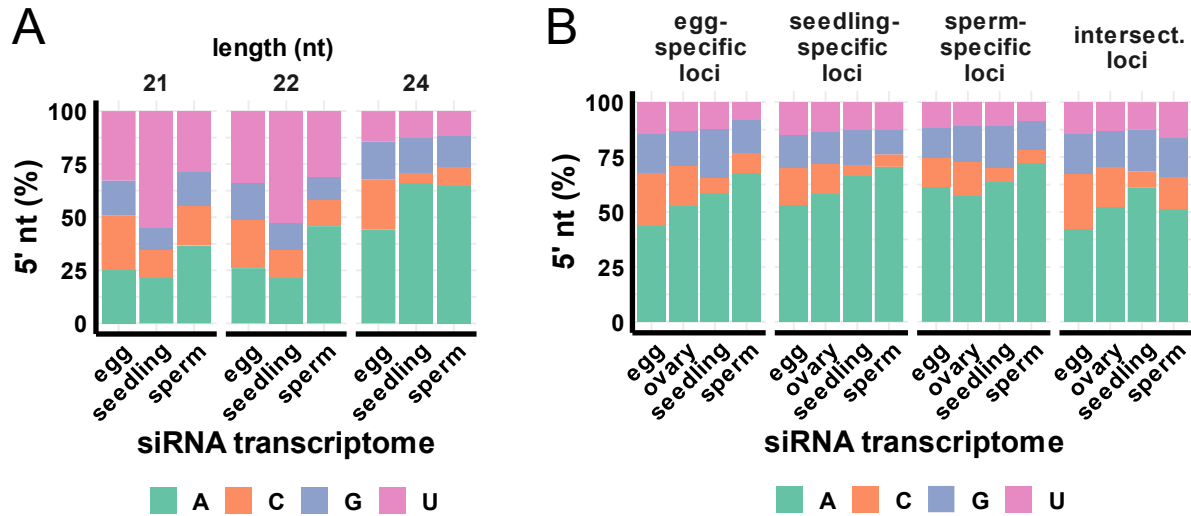 A
length (nt)
21 22 24
5' nt (%)
100
75
50
25
0
egg seedling sperm egg seedling sperm egg seedling sperm
siRNA transcriptome
A C G U
B
egg-
specific
loci
seedling-
specific
loci
sperm-
specific
loci
intersect.
loci
5' nt (%)
100
75
50
25
0
egg ovary seedling sperm egg ovary seedling sperm egg ovary seedling sperm egg ovary seedling sperm
siRNA transcriptome
A C G U